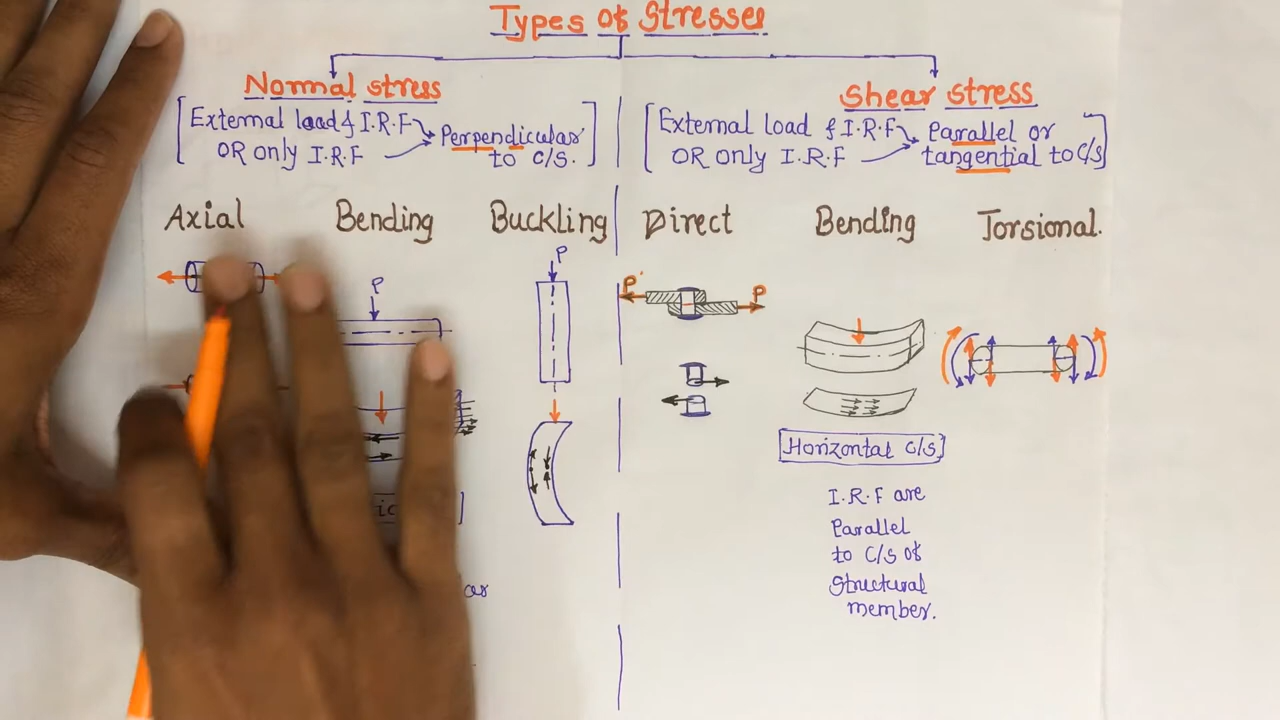 Types of Stresses
Normal stress
[External load & I.R.F
OR only I.R.F
Perpendicular
to C/S.]
Axial
Bending
Buckling
P
P
Shear stress
[External load & I.R.F
OR only I.R.F
Parallel or
tangential to C/S]
Direct
Bending
Torsional.
P
P
Horizontal C/S
I.R.F are
Parallel
to C/S of
Structural
member.